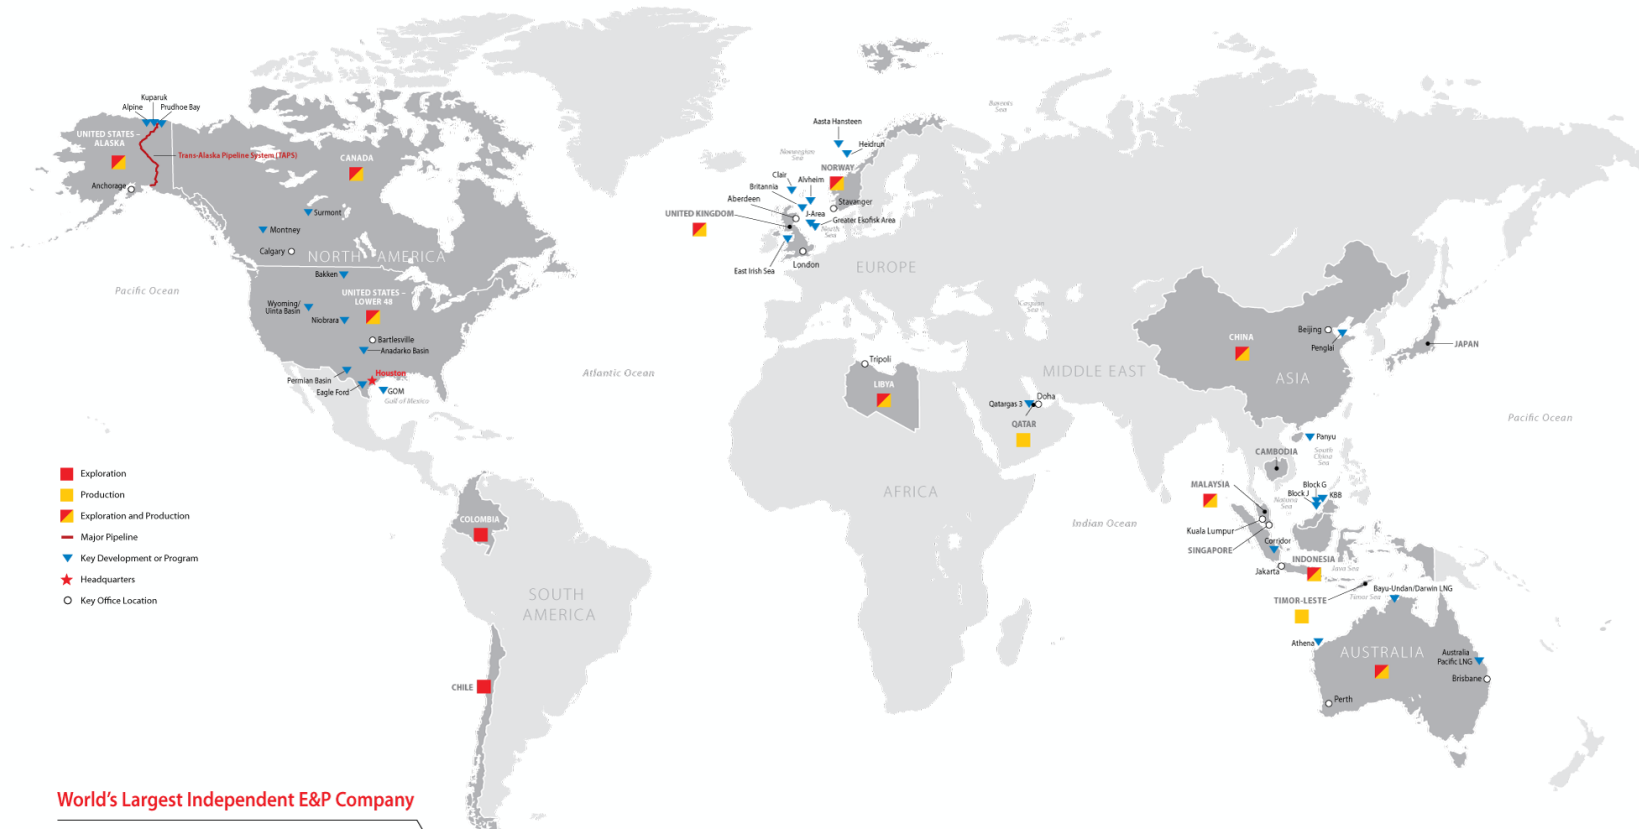 Kuparuk
Alpine
Prudhoe Bay
UNITED STATES –
ALASKA
Trans-Alaska Pipeline System (TAPS)
Anchorage
CANADA
Surmont
Montney
Calgary
NORTH AMERICA
Bakken
UNITED STATES –
LOWER 48
Wyoming/
Uinta Basin
Niobrara
Bartlesville
Anadarko Basin
Permian Basin
Houston
Eagle Ford
GOM
Gulf of Mexico
Pacific Ocean
Atlantic Ocean
Barents
Sea
Aasta Hansteen
Heidrun
Norwegian
Sea
NORWAY
Clair
Alvheim
Britannia
Aberdeen
Stavanger
J-Area
Greater Ekofisk Area
North
Sea
UNITED KINGDOM
East Irish Sea
London
EUROPE
Caspian
Sea
Tripoli
LIBYA
MIDDLE EAST
Qatargas 3
Doha
QATAR
AFRICA
Indian Ocean
CHINA
Beijing
Penglai
JAPAN
ASIA
Pacific Ocean
Panyu
South
China
Sea
CAMBODIA
MALAYSIA
Block G
Block J
KBB
Natuna
Sea
Kuala Lumpur
SINGAPORE
Corridor
INDONESIA
Jakarta
Java Sea
TIMOR-LESTE
Timor Sea
Bayu-Undan/Darwin LNG
Athena
AUSTRALIA
Australia
Pacific LNG
Brisbane
Perth
COLOMBIA
SOUTH
AMERICA
CHILE
Exploration
Production
Exploration and Production
Major Pipeline
Key Development or Program
Headquarters
Key Office Location
World's Largest Independent E&P Company